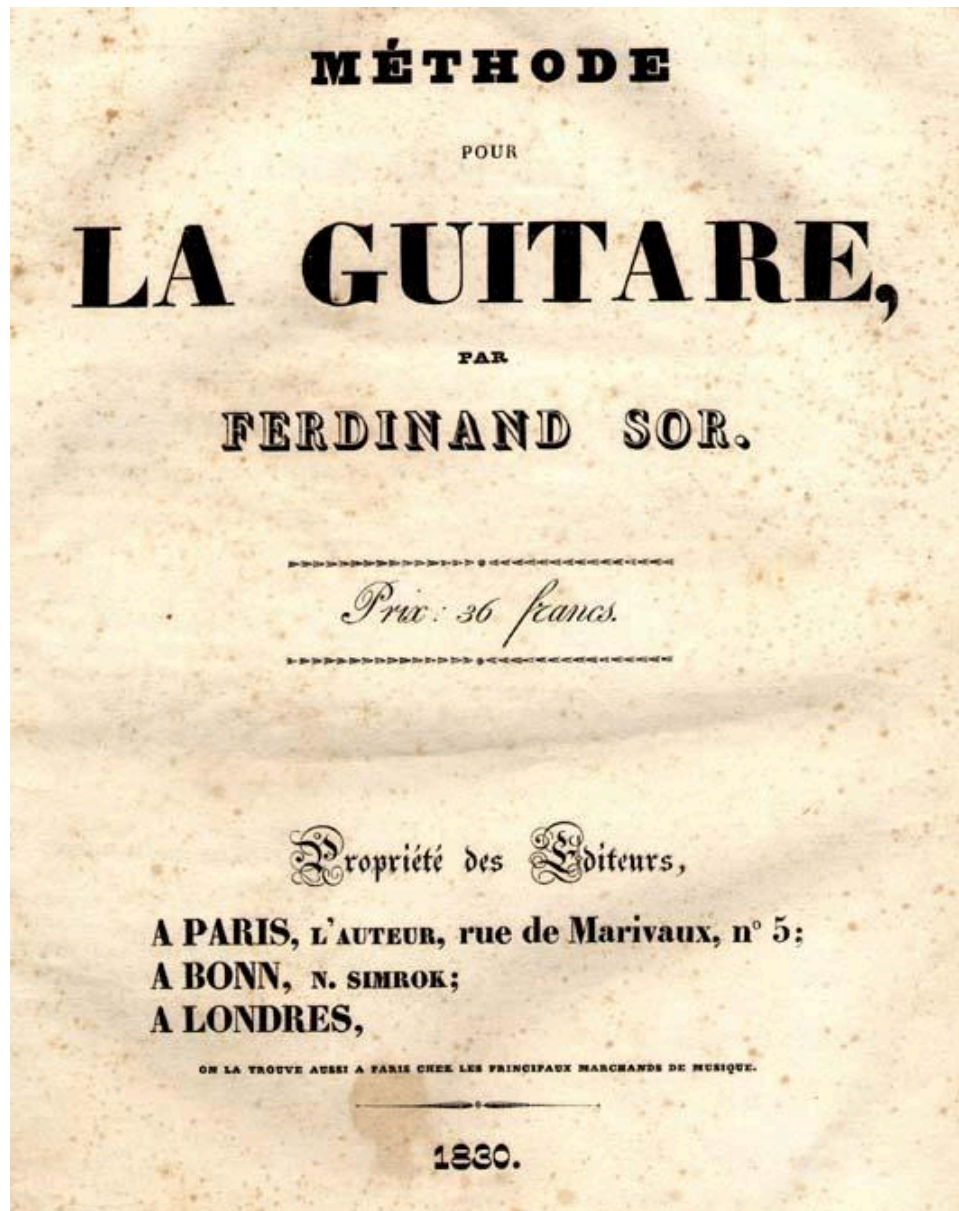 MÉTHODE
POUR
LA GUITARE,
PAR
FERDINAND SOR.
Prix : 36 francs.
Propriété des Editeurs,
A PARIS, L'AUTEUR, rue de Marivaux, n° 5;
A BONN, N. SIMROK;
A LONDRES,
ON LA TROUVE AUSSI A PARIS CHEZ LES PRINCIPAUX MARCHANDS DE MUSIQUE.
1830.